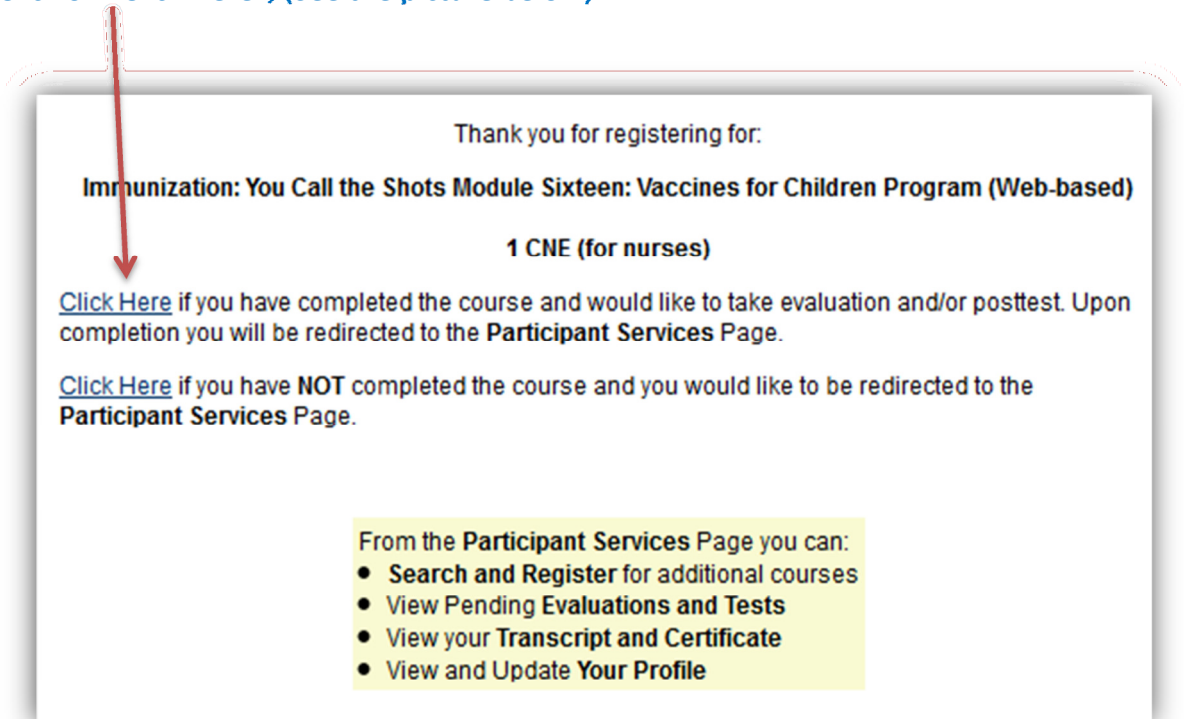 Thank you for registering for:
Immunization: You Call the Shots Module Sixteen: Vaccines for Children Program (Web-based)
1 CNE (for nurses)
Click Here if you have completed the course and would like to take evaluation and/or posttest. Upon
completion you will be redirected to the Participant Services Page.
Click Here if you have NOT completed the course and you would like to be redirected to the
Participant Services Page.
From the Participant Services Page you can:
• Search and Register for additional courses
• View Pending Evaluations and Tests
• View your Transcript and Certificate
• View and Update Your Profile